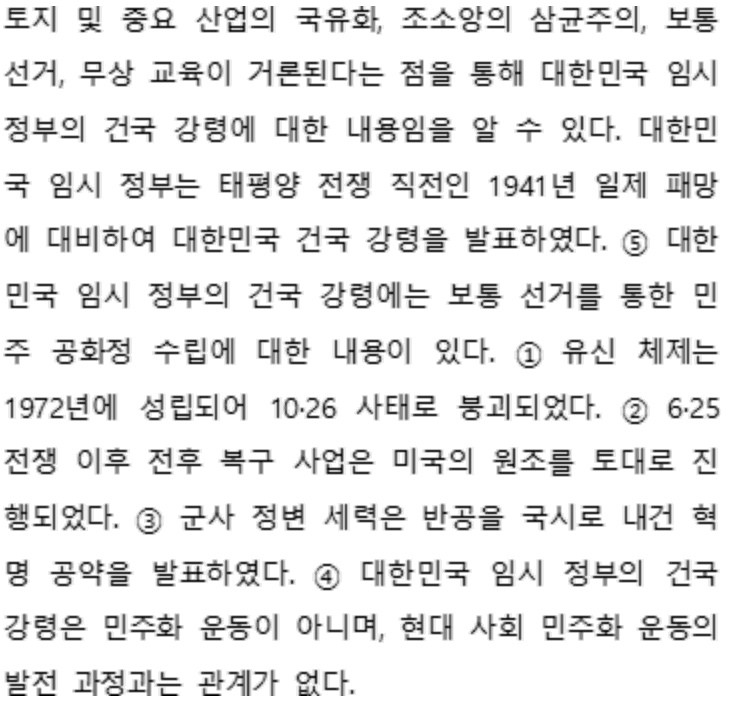 토지 및 중요 산업의 국유화, 조소앙의 삼균주의, 보통
선거, 무상 교육이 거론된다는 점을 통해 대한민국 임시
정부의 건국 강령에 대한 내용임을 알 수 있다. 대한민
국 임시 정부는 태평양 전쟁 직전인 1941년 일제 패망
에 대비하여 대한민국 건국 강령을 발표하였다. ⑤ 대한
민국 임시 정부의 건국 강령에는 보통 선거를 통한 민
주 공화정 수립에 대한 내용이 있다. ① 유신 체제는
1972년에 성립되어 10·26 사태로 붕괴되었다. ② 6·25
전쟁 이후 전후 복구 사업은 미국의 원조를 토대로 진
행되었다. ③ 군사 정변 세력은 반공을 국시로 내건 혁
명 공약을 발표하였다. ④ 대한민국 임시 정부의 건국
강령은 민주화 운동이 아니며, 현대 사회 민주화 운동의
발전 과정과는 관계가 없다.